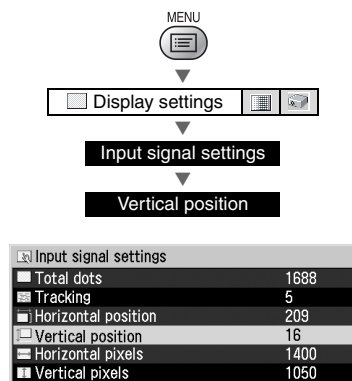 MENU
Display settings
Input signal settings
Vertical position
Input signal settings
Total dots 1688
Tracking 5
Horizontal position 209
Vertical position 16
Horizontal pixels 1400
Vertical pixels 1050